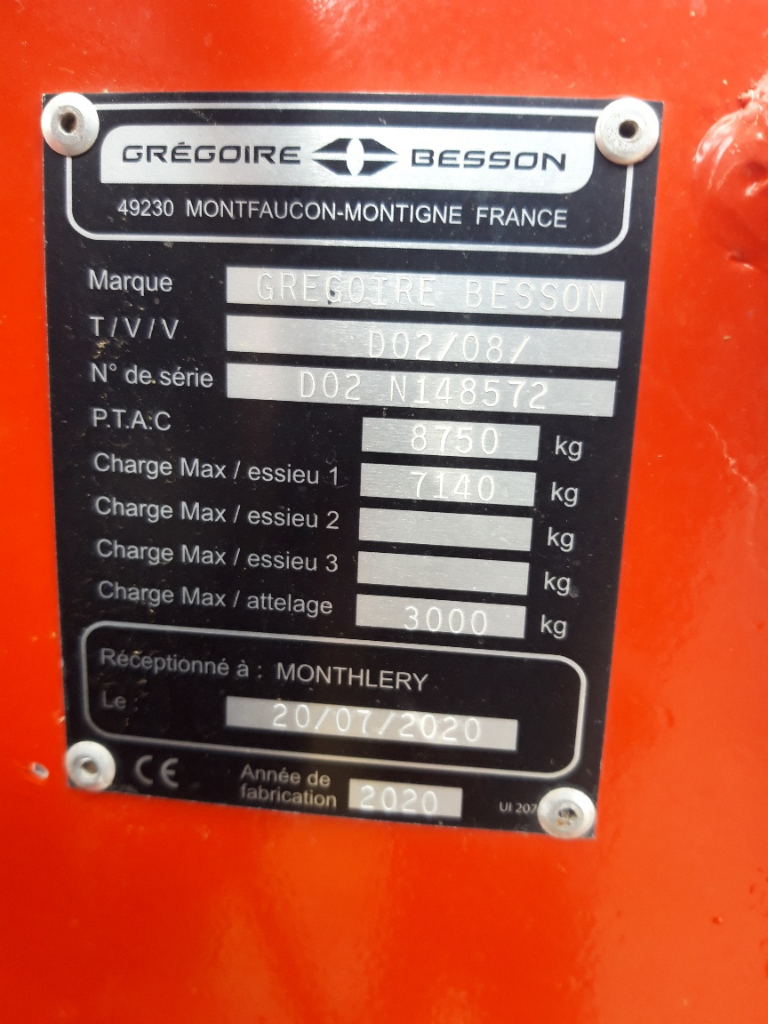 GRÉGOIRE BESSON
49230 MONTFAUCON-MONTIGNE FRANCE
Marque GREGOIRE BESSON
T / V / V D02/08/
N° de série D02 N148572
P.T.A.C 8750 kg
Charge Max / essieu 1 7140 kg
Charge Max / essieu 2 kg
Charge Max / essieu 3 kg
Charge Max / attelage 3000 kg
Réceptionné à : MONTHLERY
Le : 20/07/2020
CE Année de
fabrication 2020 UI